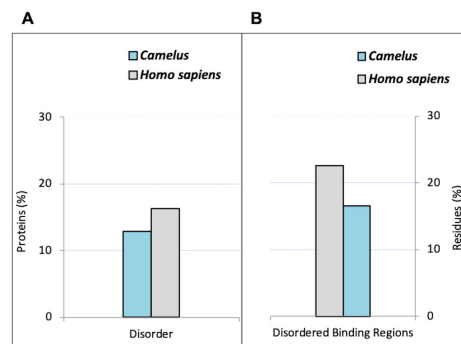 A
B
Camelus
Homo sapiens
Camelus
Homo sapiens
30
20
10
0
Proteins (%)
Disorder
30
20
10
0
Residues (%)
Disordered Binding Regions